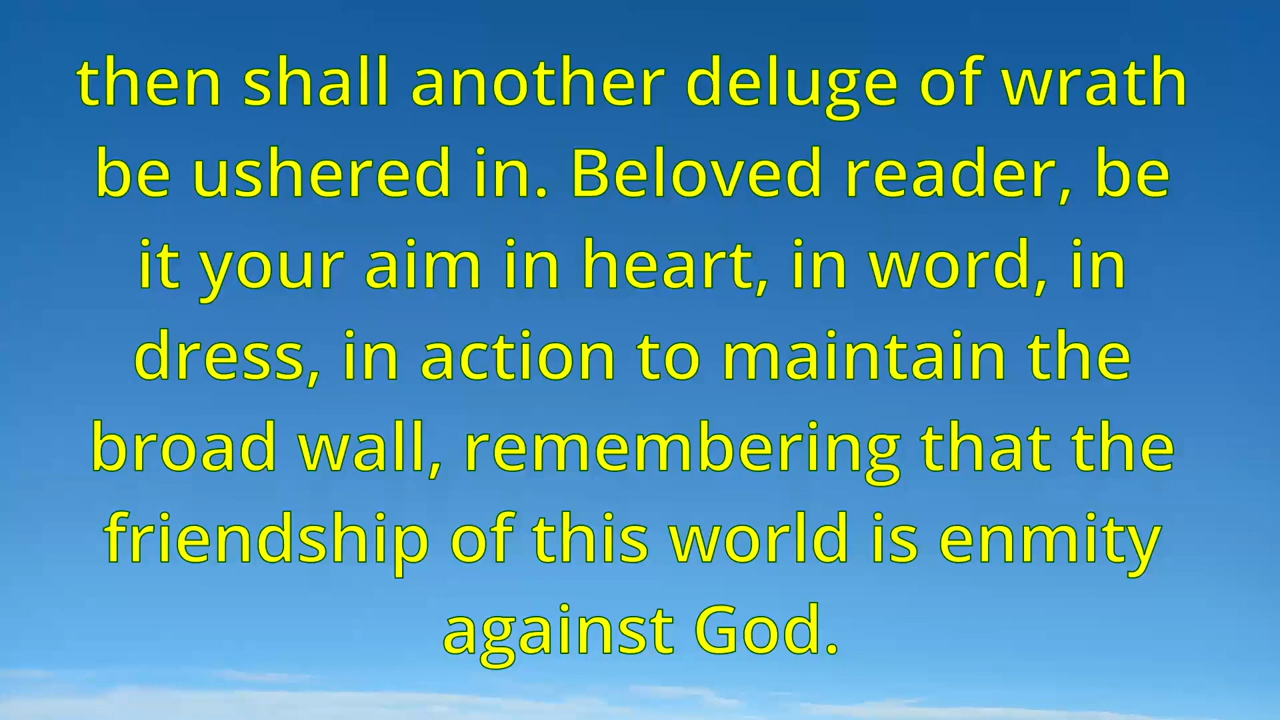 then shall another deluge of wrath
be ushered in. Beloved reader, be
it your aim in heart, in word, in
dress, in action to maintain the
broad wall, remembering that the
friendship of this world is enmity
against God.